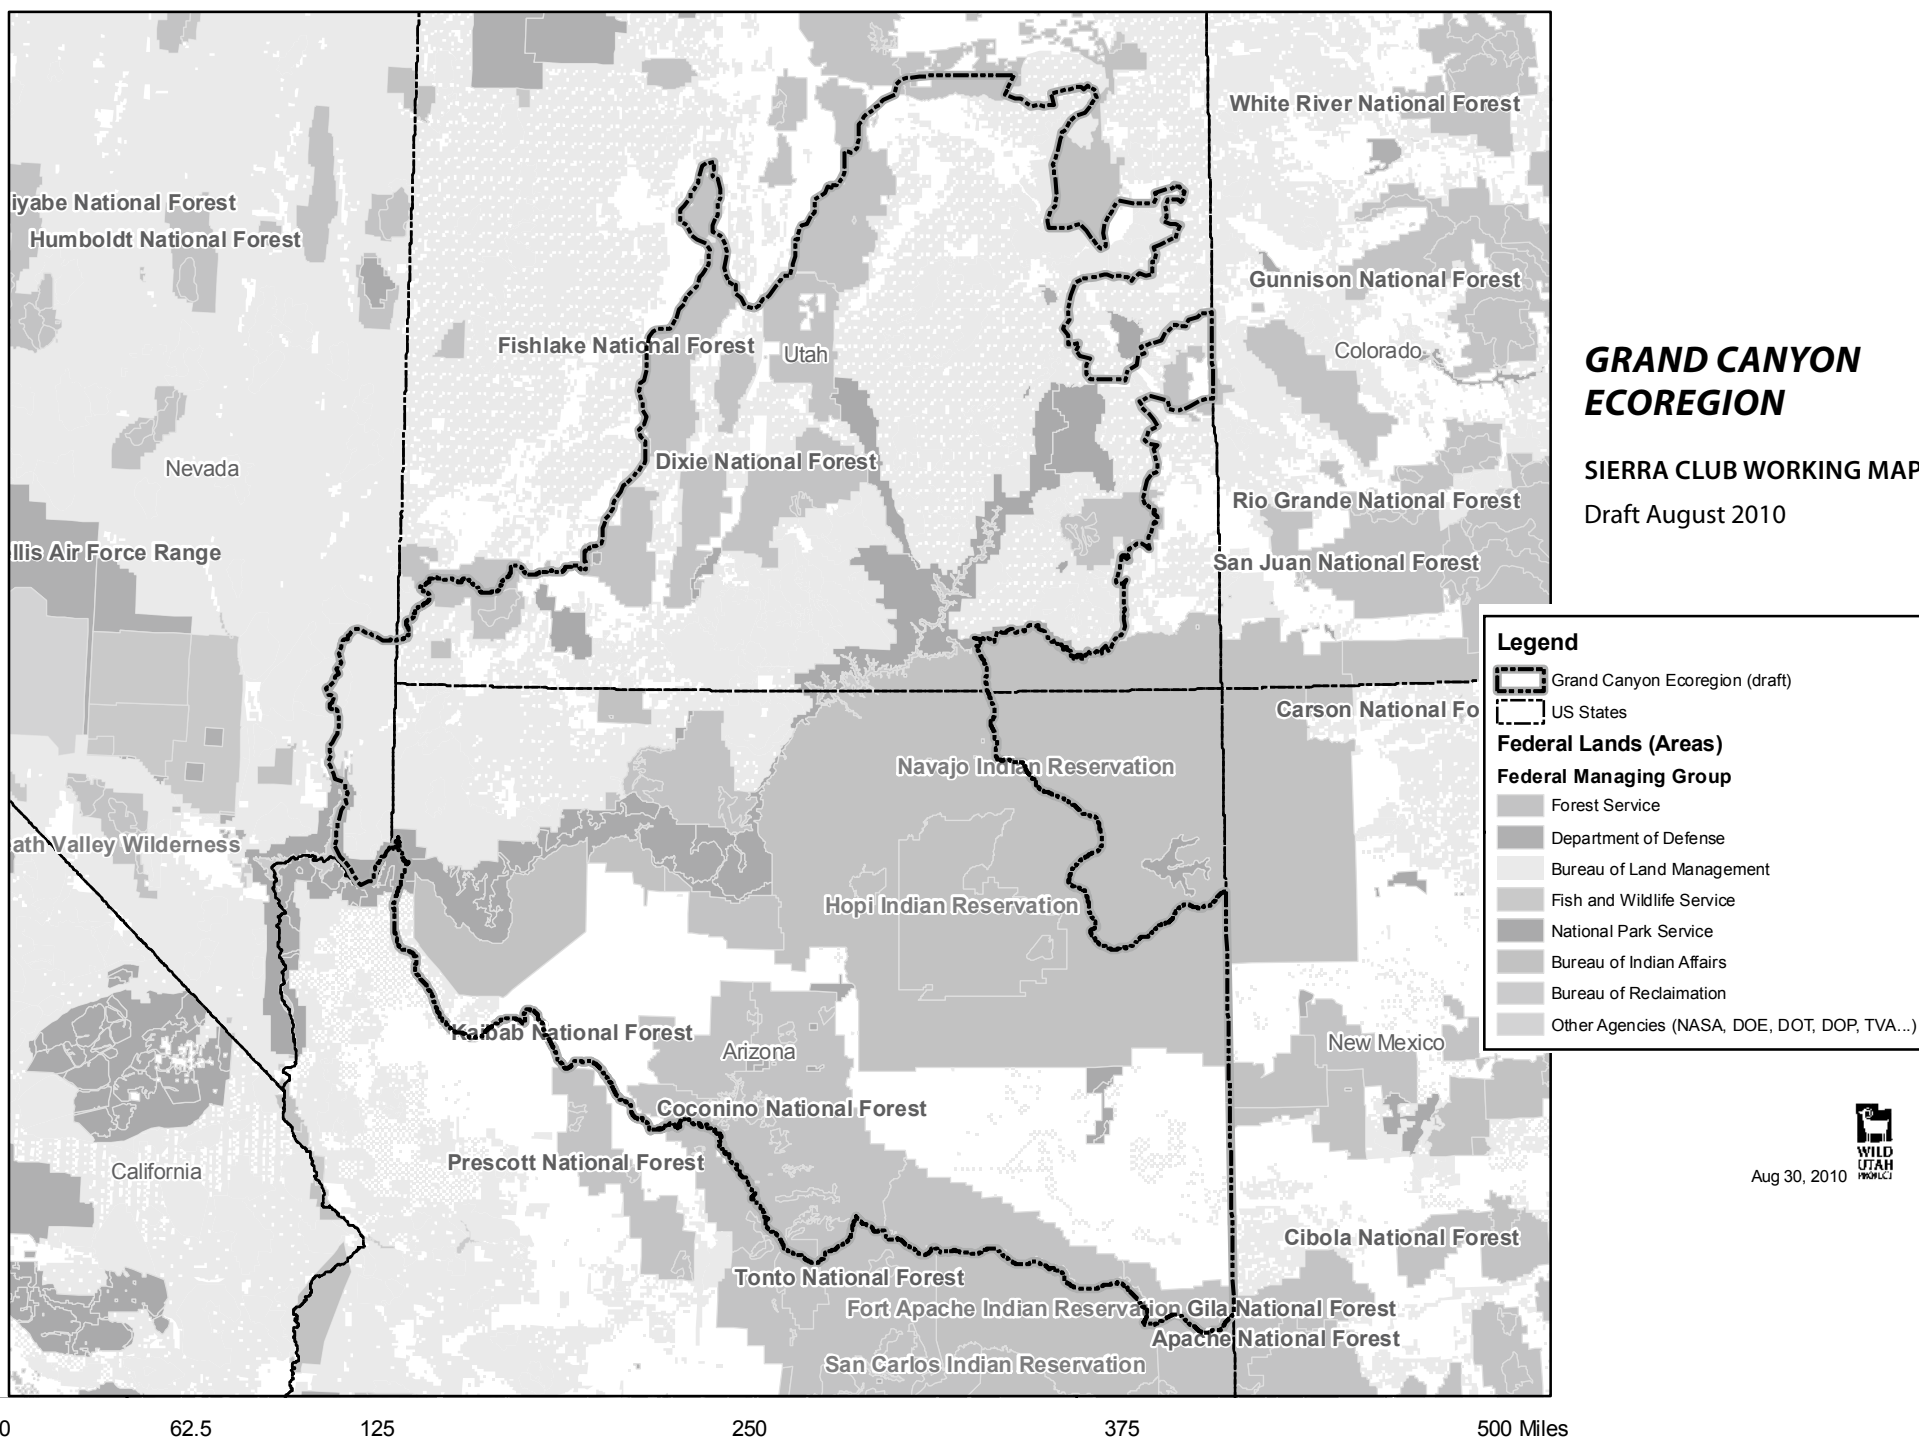 White River National Forest
iyabe National Forest
Humboldt National Forest
Gunnison National Forest
Fishlake National Forest
Utah
Colorado
GRAND CANYON
ECOREGION
Nevada
Dixie National Forest
SIERRA CLUB WORKING MAP
Draft August 2010
Rio Grande National Forest
llis Air Force Range
San Juan National Forest
Legend
Grand Canyon Ecoregion (draft)
US States
Federal Lands (Areas)
Federal Managing Group
Forest Service
Department of Defense
Bureau of Land Management
Fish and Wildlife Service
National Park Service
Bureau of Indian Affairs
Bureau of Reclaimation
Other Agencies (NASA, DOE, DOT, DOP, TVA...)
Carson National Fo
Navajo Indian Reservation
ath Valley Wilderness
Hopi Indian Reservation
Kaibab National Forest
Arizona
New Mexico
Coconino National Forest
Prescott National Forest
California
WILD
UTAH
PROJECT
Aug 30, 2010
Cibola National Forest
Tonto National Forest
Fort Apache Indian Reservation
Gila National Forest
Apache National Forest
San Carlos Indian Reservation
0 62.5 125 250 375 500 Miles